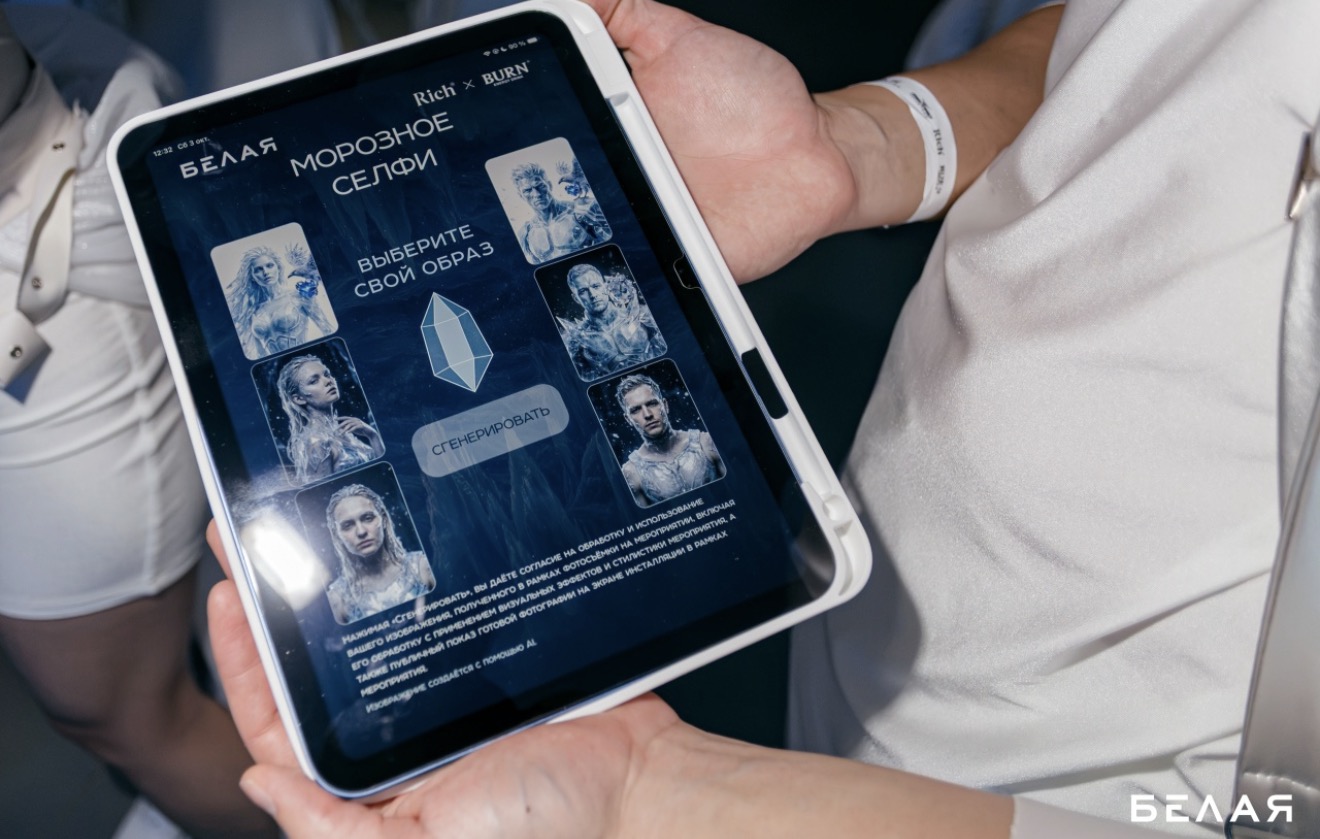 12:32 Сб 3 окт.
90 %
БЕЛАЯ
Rich × BURN
МОРОЗНОЕ
СЕЛФИ
ВЫБЕРИТЕ
СВОЙ ОБРАЗ
СГЕНЕРИРОВАТЬ
НАЖИМАЯ «СГЕНЕРИРОВАТЬ», ВЫ ДАЁТЕ СОГЛАСИЕ НА ОБРАБОТКУ И ИСПОЛЬЗОВАНИЕ
ВАШЕГО ИЗОБРАЖЕНИЯ, ПОЛУЧЕННОГО В РАМКАХ ФОТОСЪЁМКИ НА МЕРОПРИЯТИИ, ВКЛЮЧАЯ
ЕГО ОБРАБОТКУ С ПРИМЕНЕНИЕМ ВИЗУАЛЬНЫХ ЭФФЕКТОВ И СТИЛИСТИКИ МЕРОПРИЯТИЯ, А
ТАКЖЕ ПУБЛИЧНЫЙ ПОКАЗ ГОТОВОЙ ФОТОГРАФИИ НА ЭКРАНЕ ИНСТАЛЛЯЦИИ В РАМКАХ
МЕРОПРИЯТИЯ.
ИЗОБРАЖЕНИЕ СОЗДАЁТСЯ С ПОМОЩЬЮ AI.
Rich
БЕЛАЯ